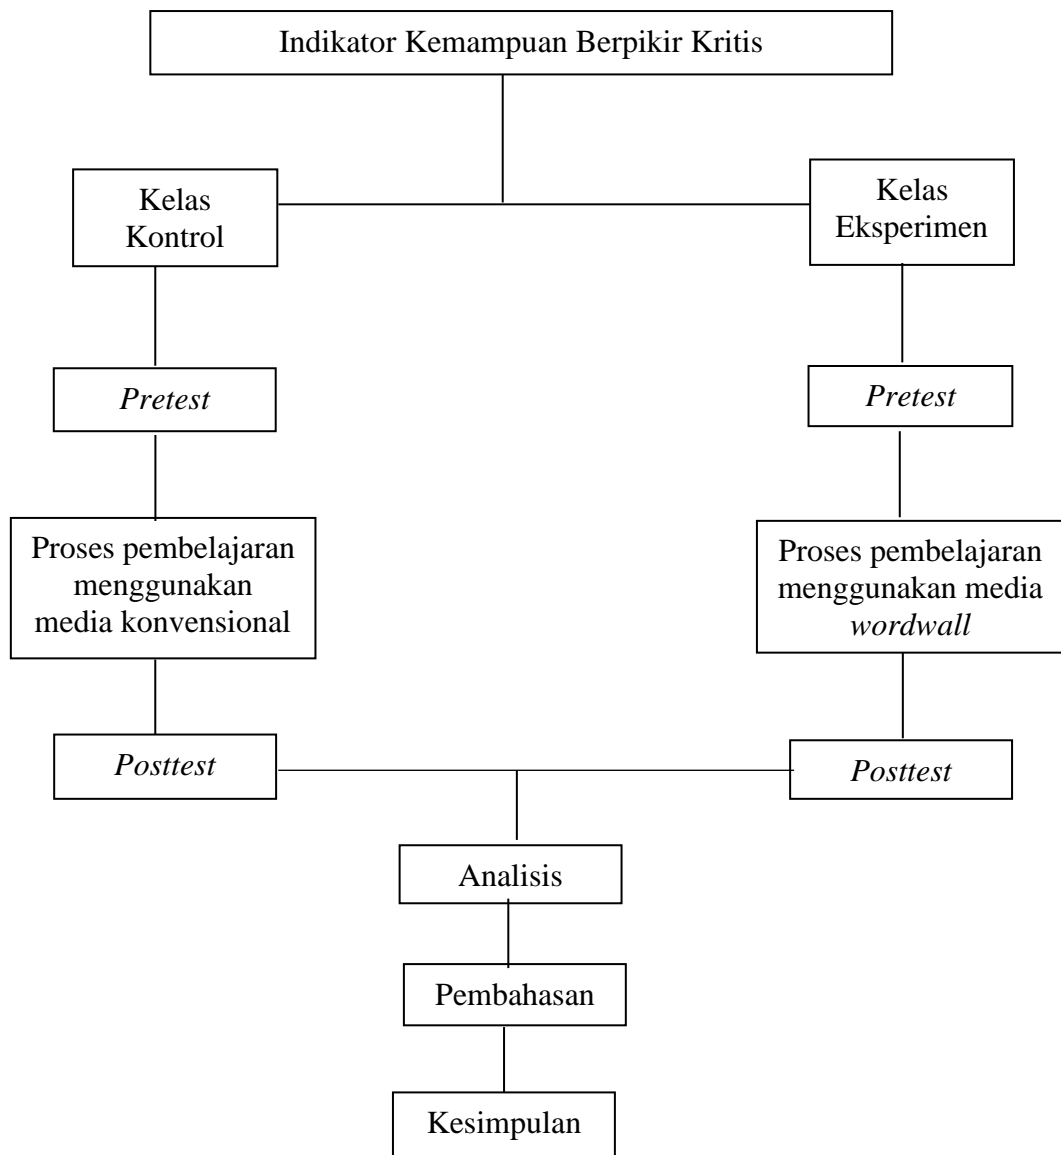 Indikator Kemampuan Berpikir Kritis
Kelas
Kontrol
Kelas
Eksperimen
Pretest
Pretest
Proses pembelajaran
menggunakan
media konvensional
Proses pembelajaran
menggunakan media
wordwall
Posttest
Posttest
Analisis
Pembahasan
Kesimpulan